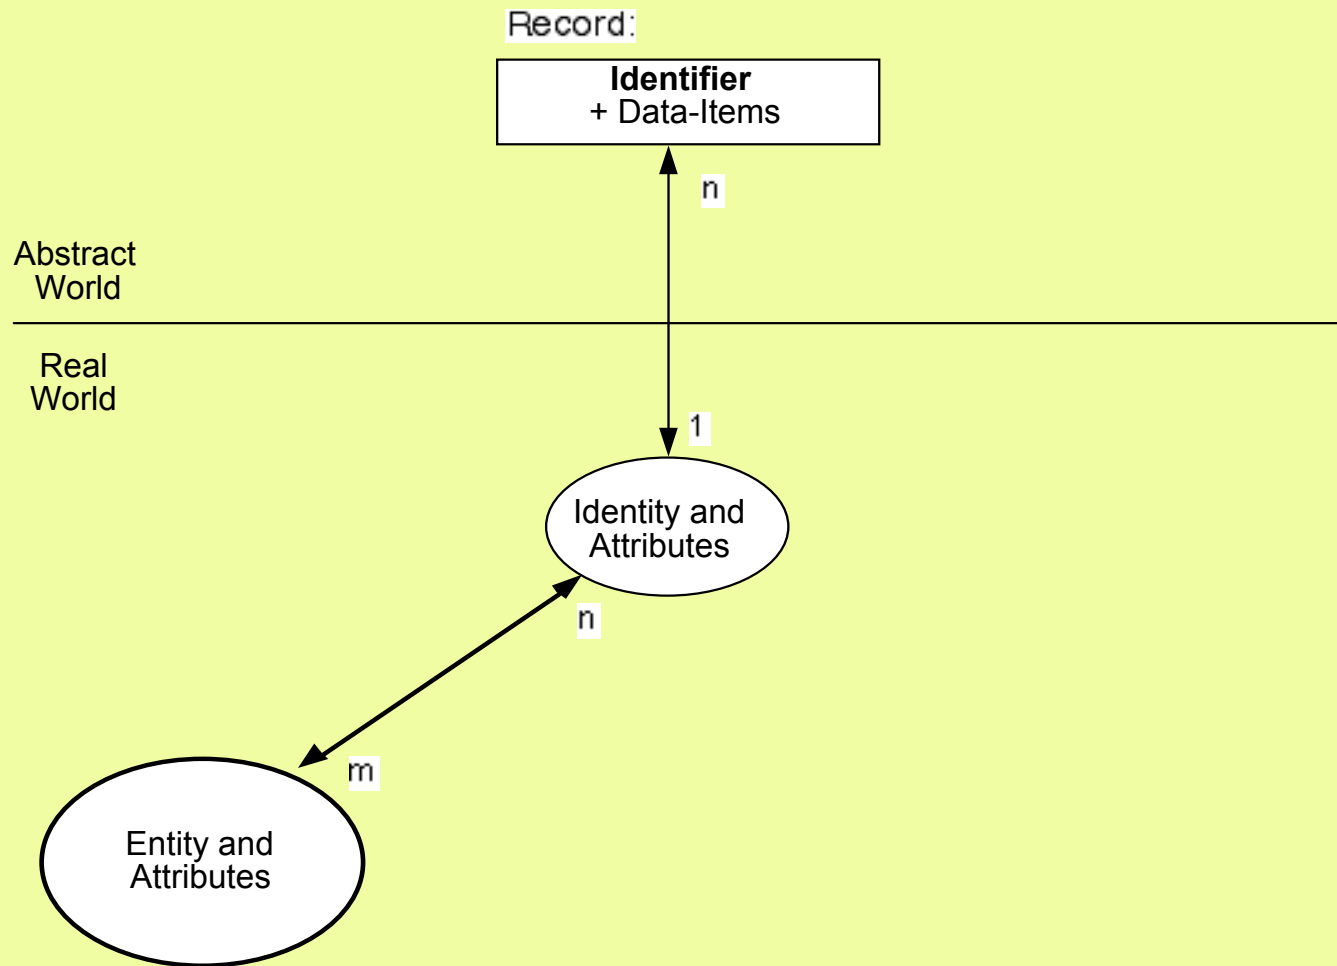 Record:
Identifier
+ Data-Items
n
Abstract
World
Real
World
1
Identity and
Attributes
n
m
Entity and
Attributes